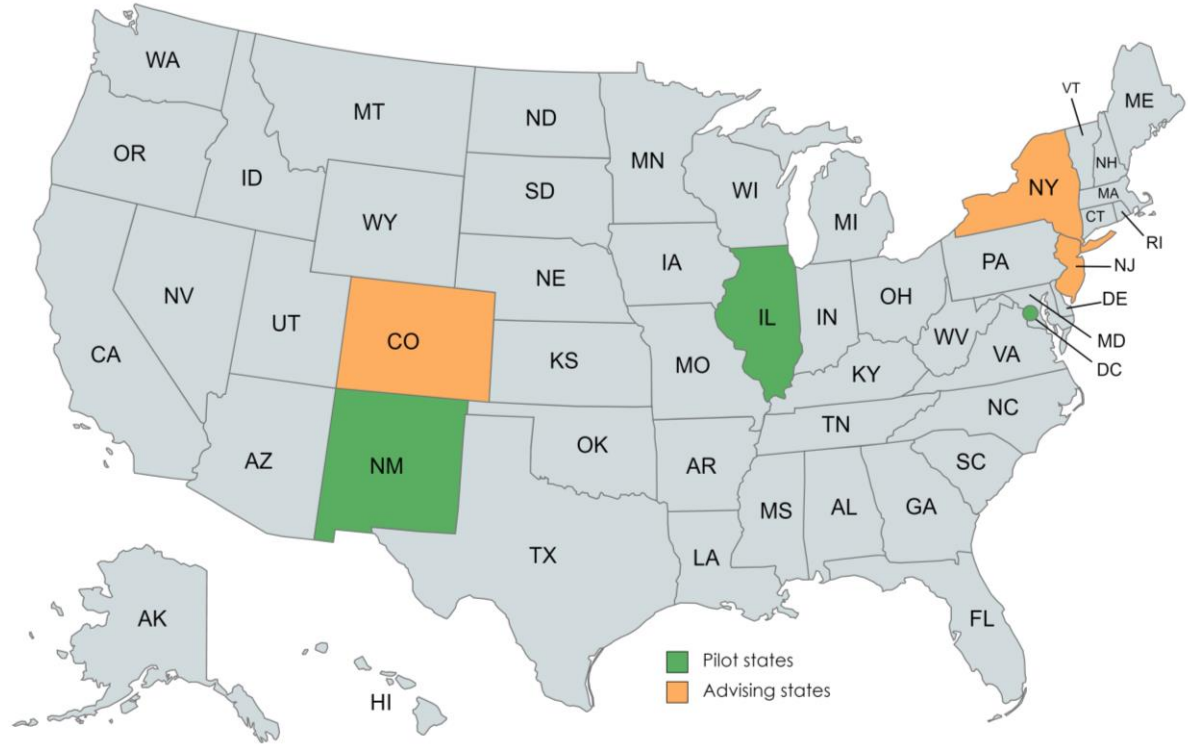 WA
MT
ND
MN
VT
ME
OR
ID
SD
WI
MI
NY
NH
MA
CT
RI
WY
IA
PA
NJ
NE
NV
UT
CO
IL
IN
OH
DE
CA
KS
MO
WV
VA
MD
DC
KY
AZ
NM
OK
AR
TN
NC
SC
MS
AL
GA
TX
LA
FL
AK
HI
Pilot states
Advising states